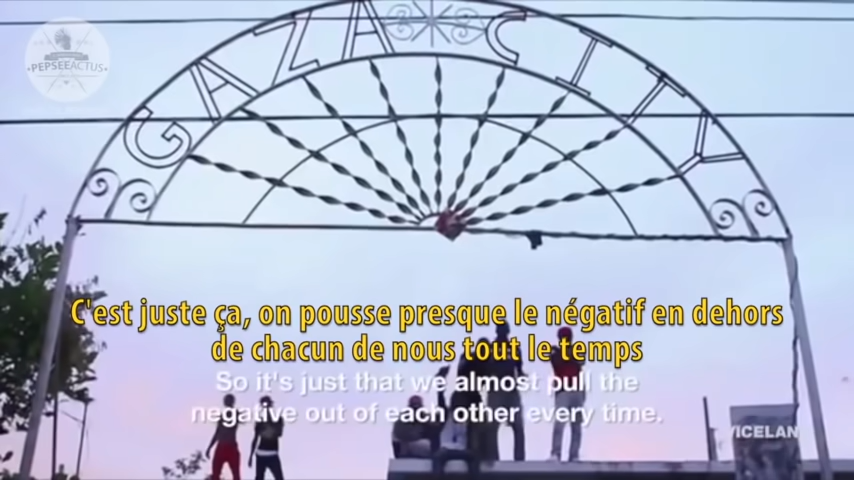 GAZA CITY
PEPSEEACTUS
C'est juste ça, on pousse presque le négatif en dehors
de chacun de nous tout le temps
So it's just that we almost pull the
negative out of each other every time.
VICELAN